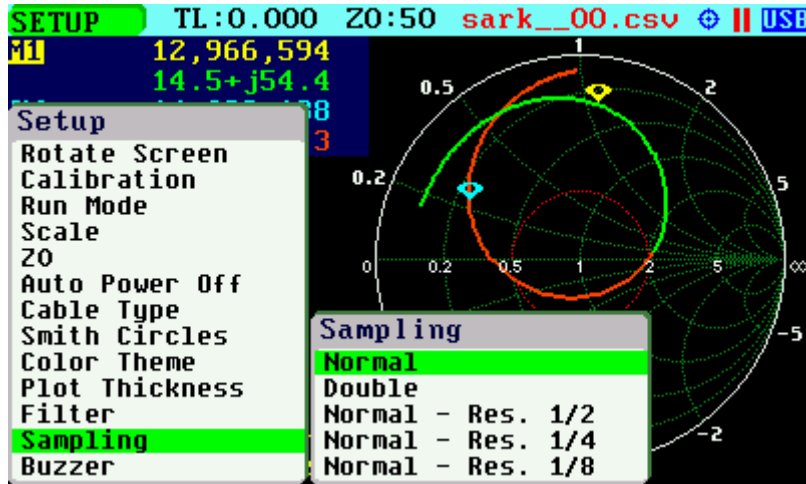 SETUP TL:0.000 Z0:50 sark__00.csv USB
M1 12,966,594
14.5+j54.4
8
3
Setup
Rotate Screen
Calibration
Run Mode
Scale
ZO
Auto Power Off
Cable Type
Smith Circles
Color Theme
Plot Thickness
Filter
Sampling
Buzzer
Sampling
Normal
Double
Normal - Res. 1/2
Normal - Res. 1/4
Normal - Res. 1/8
1
0.5
2
0.2
5
0 0.2 0.5 1 2 5 ∞
-5
-2